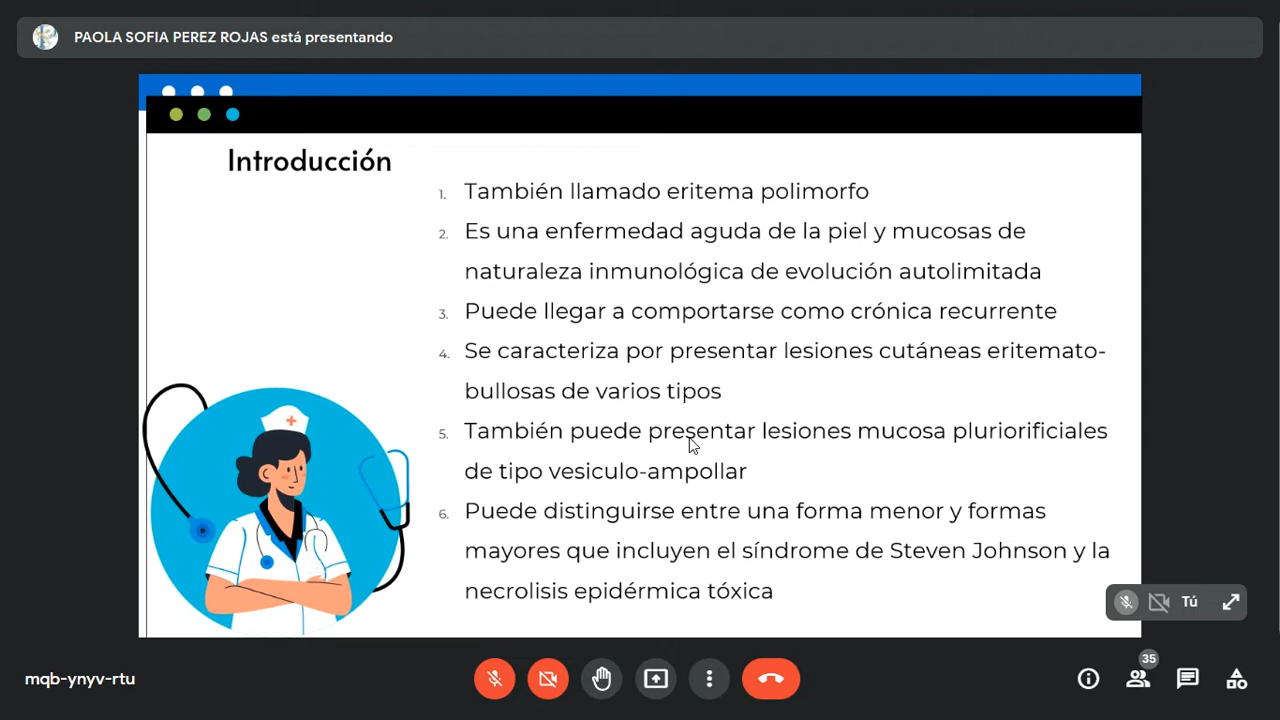 PAOLA SOFIA PEREZ ROJAS está presentando
Introducción
1. También llamado eritema polimorfo
2. Es una enfermedad aguda de la piel y mucosas de
naturaleza inmunológica de evolución autolimitada
3. Puede llegar a comportarse como crónica recurrente
4. Se caracteriza por presentar lesiones cutáneas eritemato-
bullosas de varios tipos
5. También puede presentar lesiones mucosa pluriorificiales
de tipo vesiculo-ampollar
6. Puede distinguirse entre una forma menor y formas
mayores que incluyen el síndrome de Steven Johnson y la
necrolisis epidérmica tóxica
Tú
mqb-ynyv-rtu
35